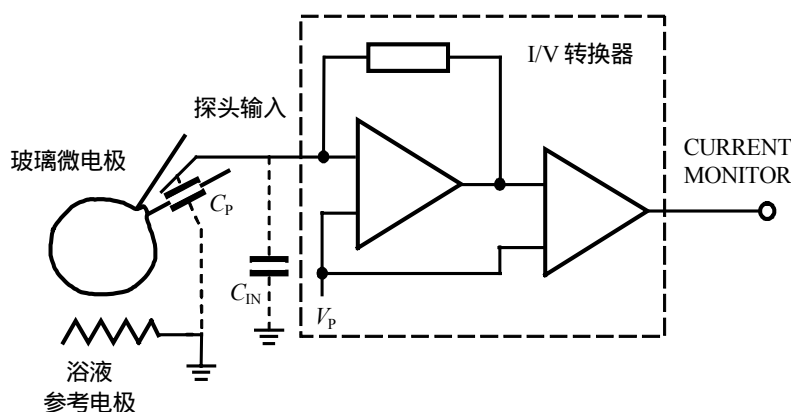 I/V 转换器
探头输入
玻璃微电极
CURRENT
MONITOR
CP
CIN
VP
浴液
参考电极